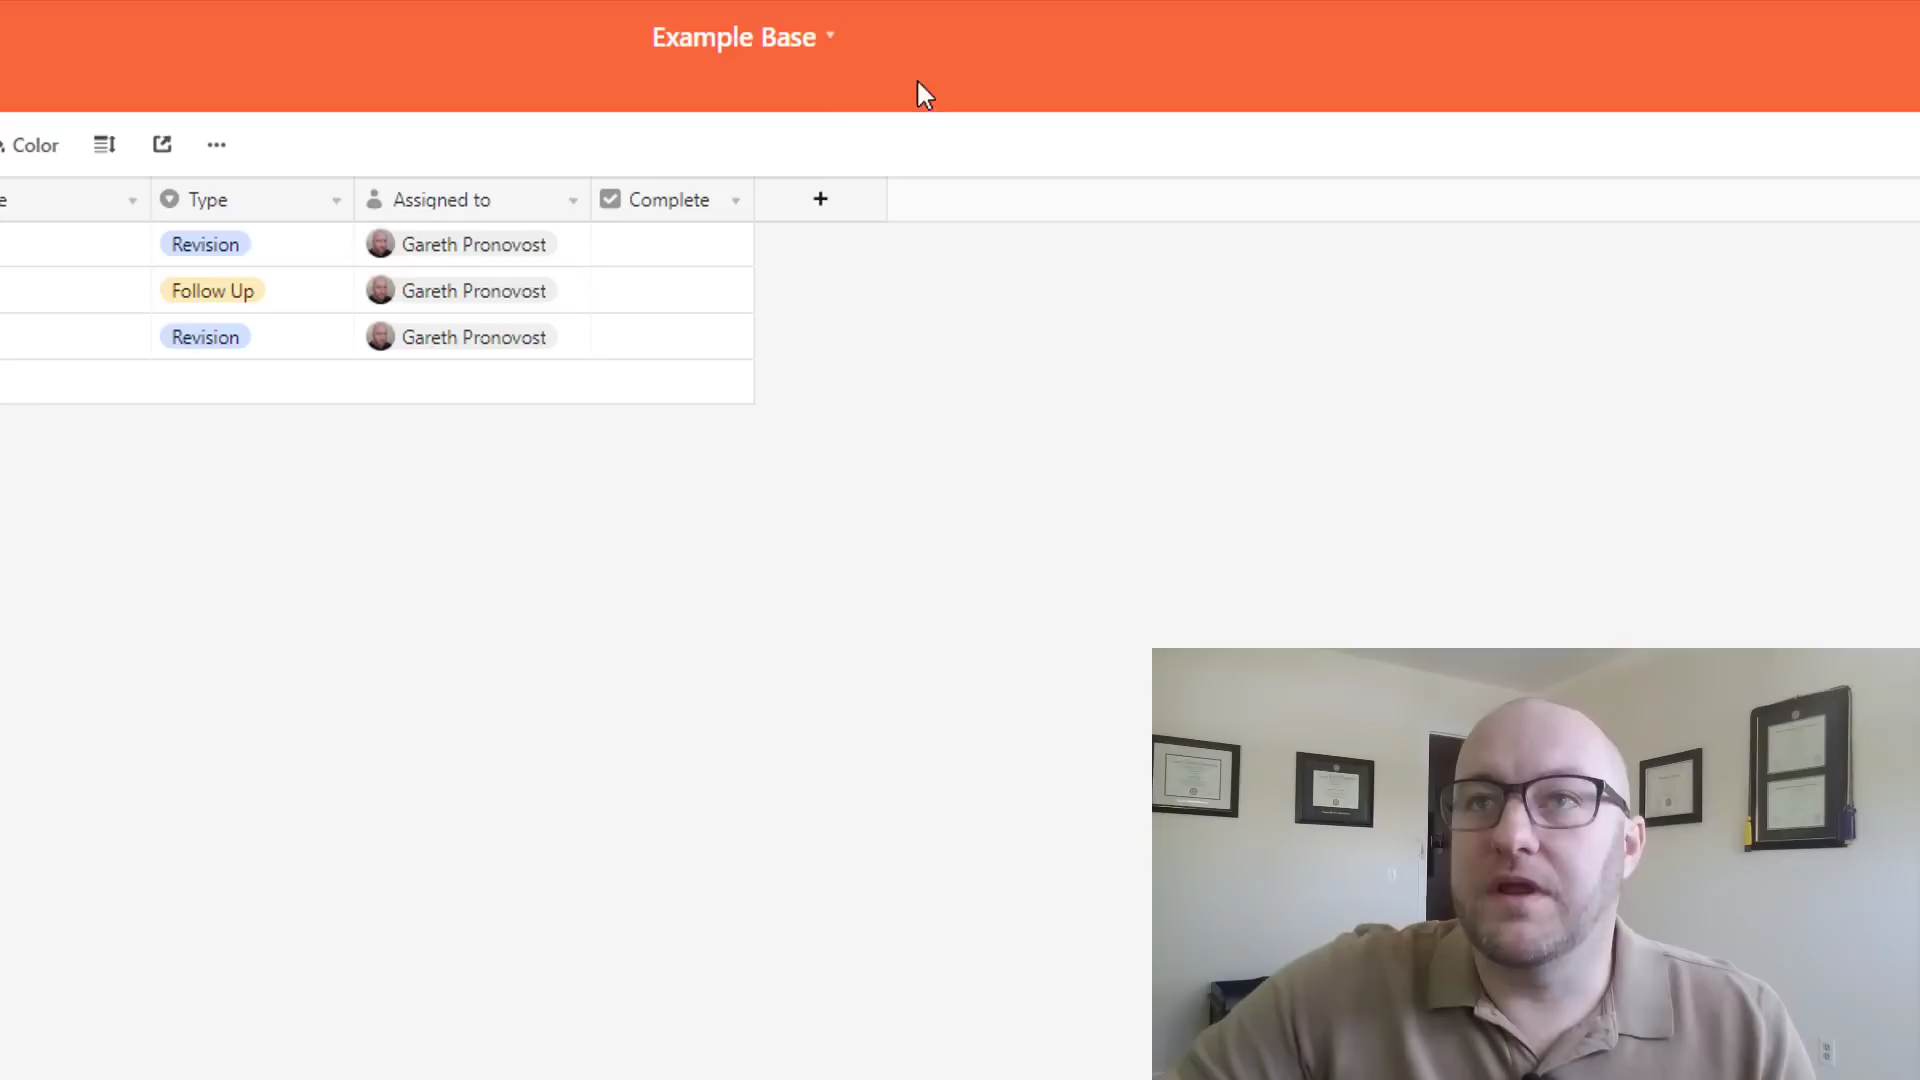 Example Base
Color
e Type Assigned to Complete +
Revision Gareth Pronovost
Follow Up Gareth Pronovost
Revision Gareth Pronovost